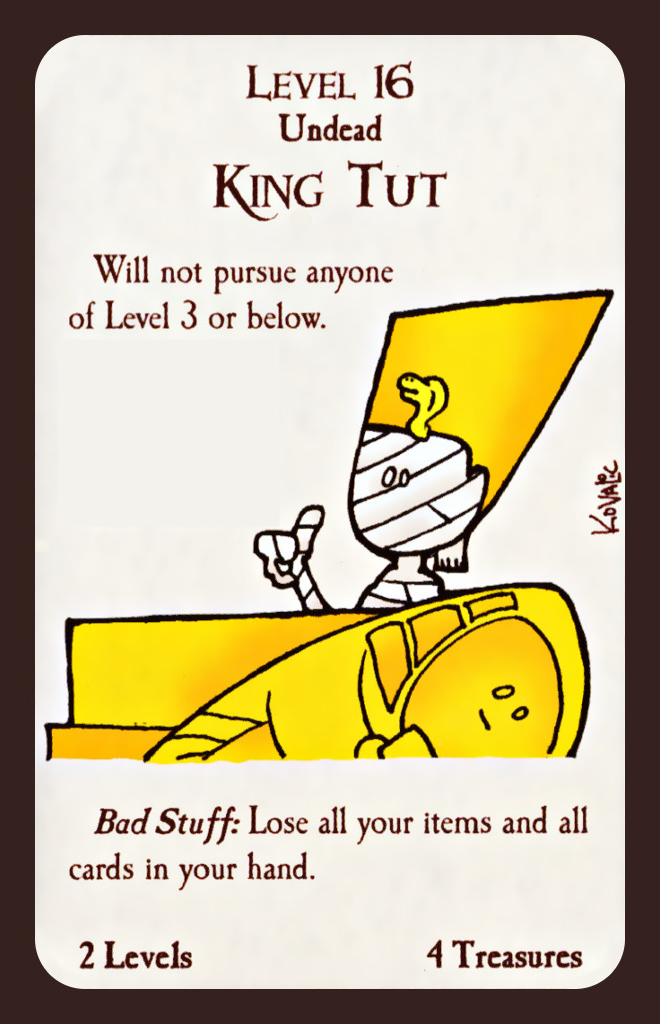 Level 16
Undead
King Tut
Will not pursue anyone
of Level 3 or below.
Kovalic
Bad Stuff: Lose all your items and all
cards in your hand.
2 Levels
4 Treasures